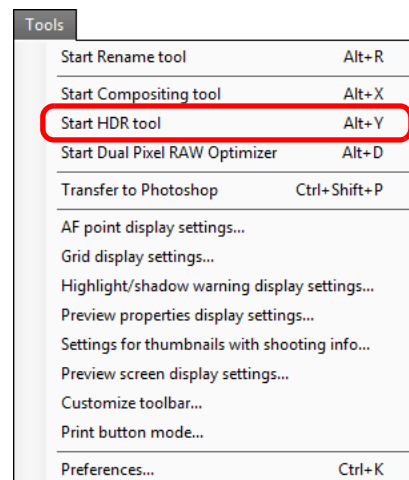 Tools
Start Rename tool Alt+R
Start Compositing tool Alt+X
Start HDR tool Alt+Y
Start Dual Pixel RAW Optimizer Alt+D
Transfer to Photoshop Ctrl+Shift+P
AF point display settings...
Grid display settings...
Highlight/shadow warning display settings...
Preview properties display settings...
Settings for thumbnails with shooting info...
Preview screen display settings...
Customize toolbar...
Print button mode...
Preferences... Ctrl+K